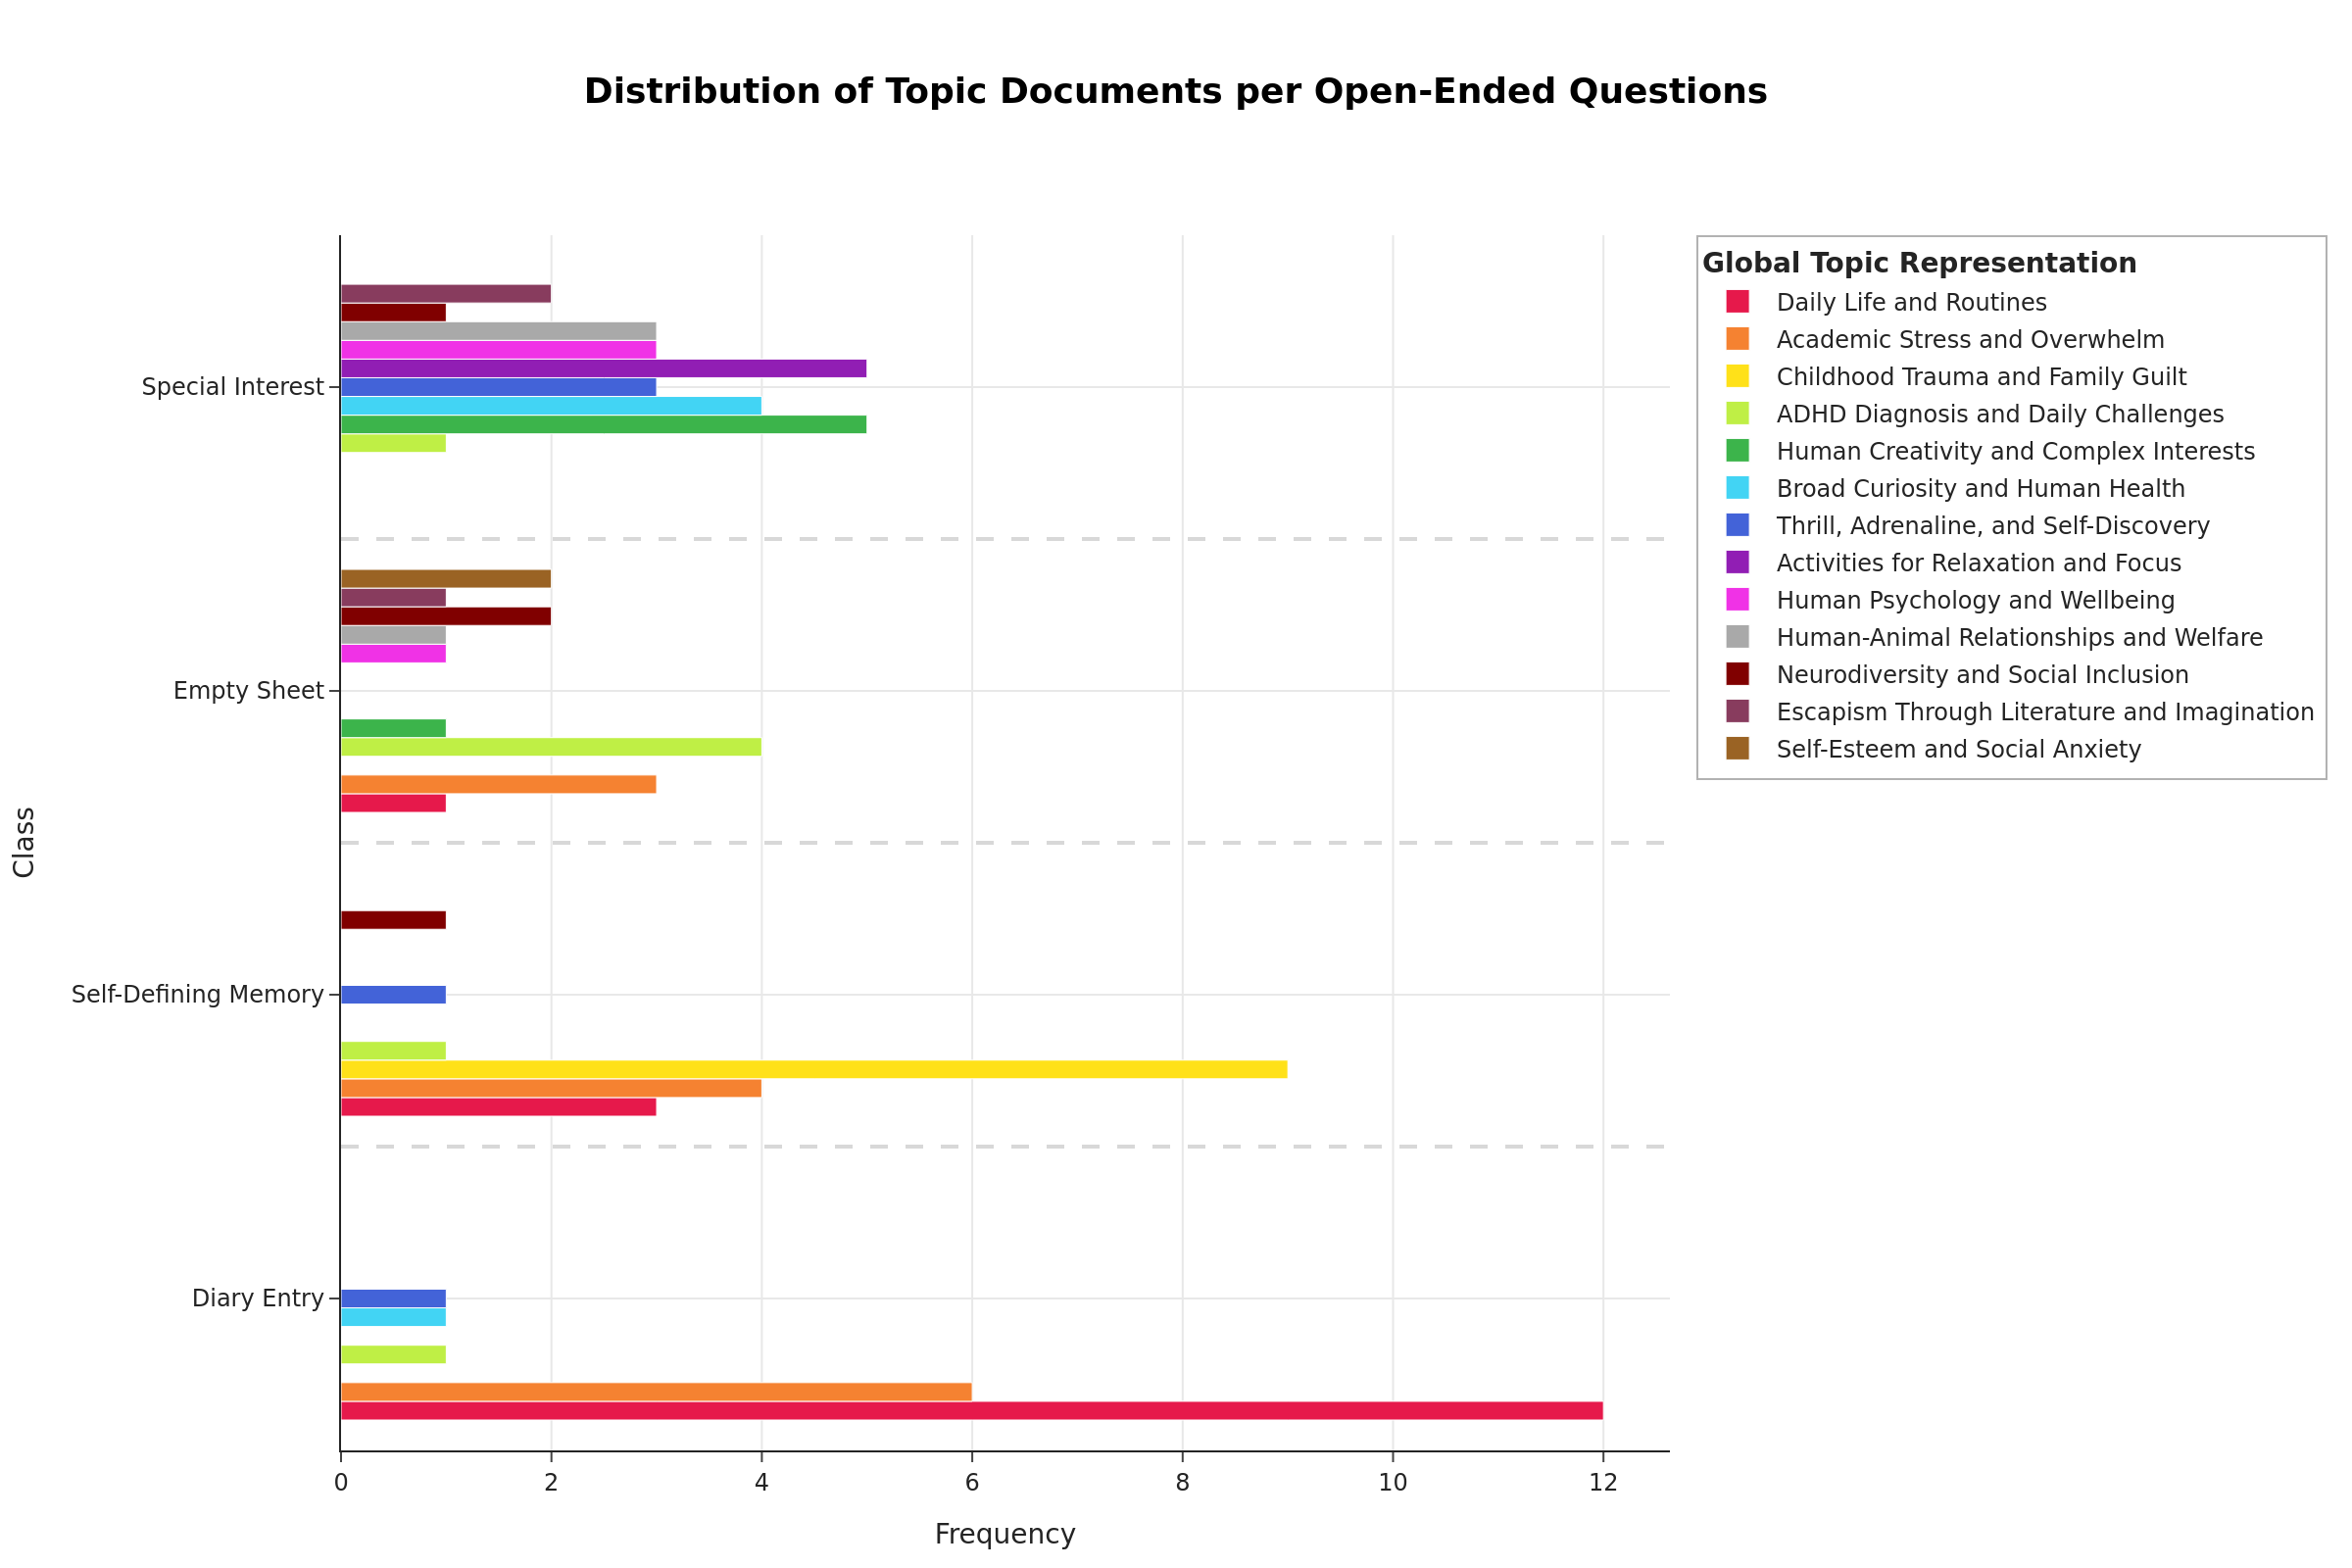 Distribution of Topic Documents per Open-Ended Questions
Special Interest
Empty Sheet
Self-Defining Memory
Diary Entry
Class
0 2 4 6 8 10 12
Frequency
Global Topic Representation
Daily Life and Routines
Academic Stress and Overwhelm
Childhood Trauma and Family Guilt
ADHD Diagnosis and Daily Challenges
Human Creativity and Complex Interests
Broad Curiosity and Human Health
Thrill, Adrenaline, and Self-Discovery
Activities for Relaxation and Focus
Human Psychology and Wellbeing
Human-Animal Relationships and Welfare
Neurodiversity and Social Inclusion
Escapism Through Literature and Imagination
Self-Esteem and Social Anxiety